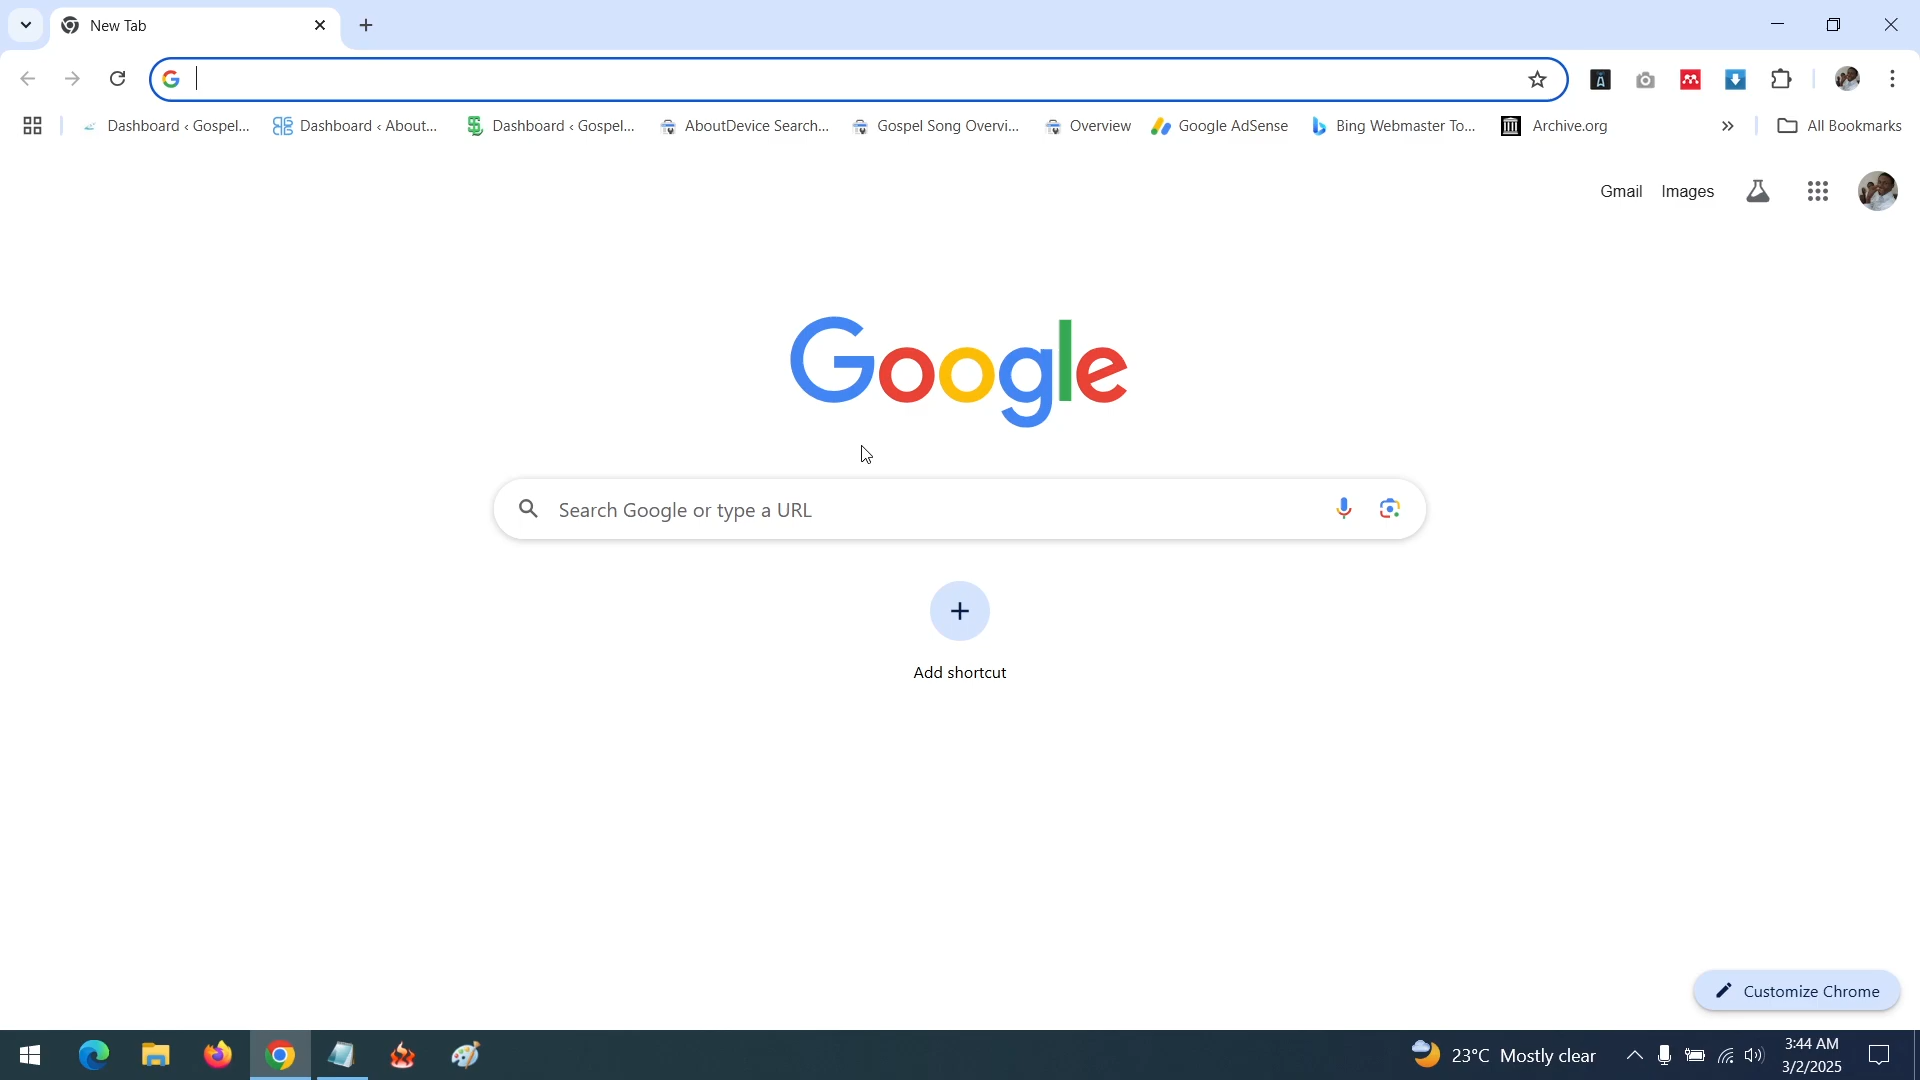 New Tab
Dashboard ‹ Gospel... Dashboard ‹ About... Dashboard ‹ Gospel... AboutDevice Search... Gospel Song Overvi... Overview Google AdSense Bing Webmaster To... Archive.org » All Bookmarks
Gmail Images
Google
Search Google or type a URL
Add shortcut
Customize Chrome
23°C Mostly clear
3:44 AM
3/2/2025